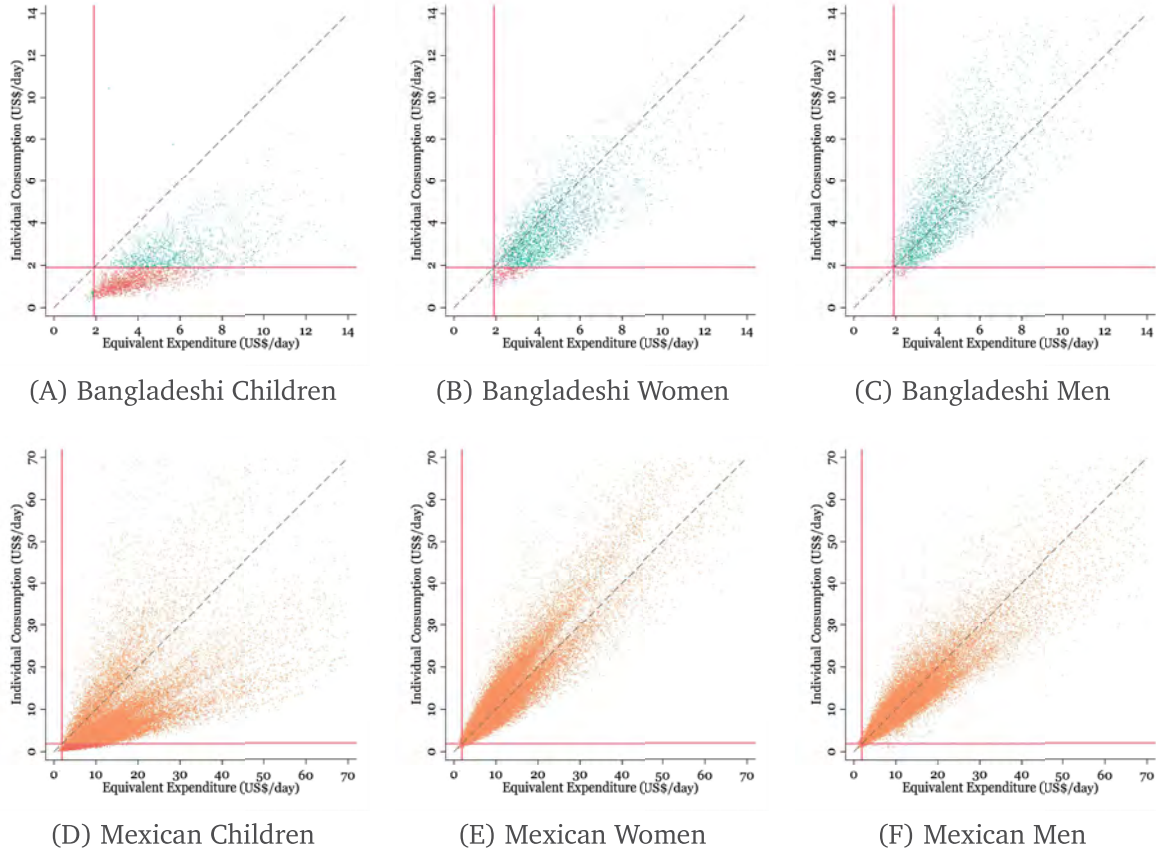 Individual Consumption (US$/day)
14
12
10
8
6
4
2
0
0 2 4 6 8 10 12 14
Equivalent Expenditure (US$/day)
(A) Bangladeshi Children
Individual Consumption (US$/day)
14
12
10
8
6
4
2
0
0 2 4 6 8 10 12 14
Equivalent Expenditure (US$/day)
(B) Bangladeshi Women
Individual Consumption (US$/day)
14
12
10
8
6
4
2
0
0 2 4 6 8 10 12 14
Equivalent Expenditure (US$/day)
(C) Bangladeshi Men
Individual Consumption (US$/day)
70
60
50
40
30
20
10
0
0 10 20 30 40 50 60 70
Equivalent Expenditure (US$/day)
(D) Mexican Children
Individual Consumption (US$/day)
70
60
50
40
30
20
10
0
0 10 20 30 40 50 60 70
Equivalent Expenditure (US$/day)
(E) Mexican Women
Individual Consumption (US$/day)
70
60
50
40
30
20
10
0
0 10 20 30 40 50 60 70
Equivalent Expenditure (US$/day)
(F) Mexican Men